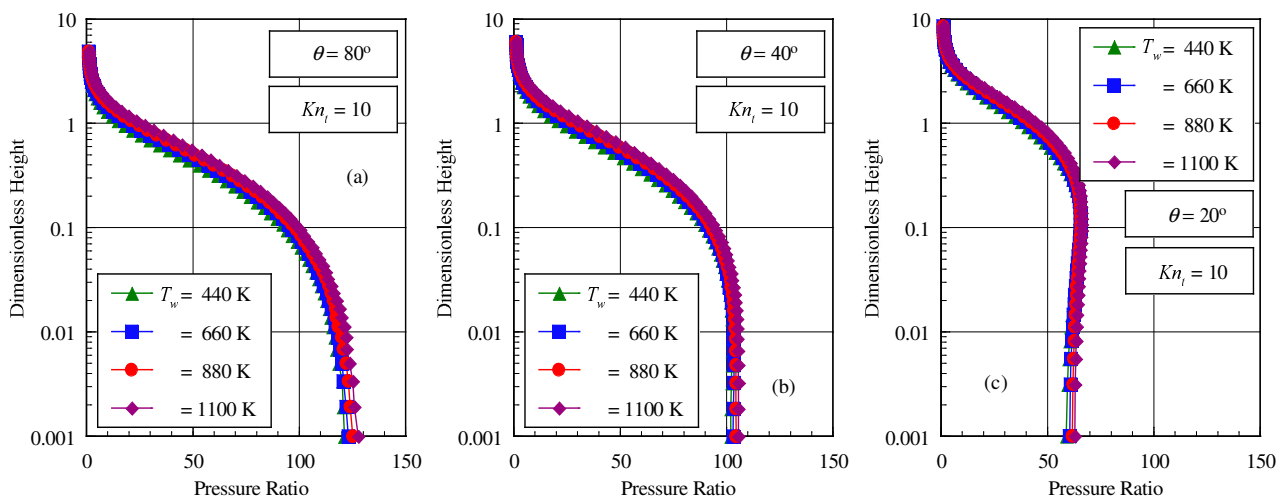 10
1
0.1
0.01
0.001
Dimensionless Height
0
50
100
150
Pressure Ratio
θ = 80º
Kn_t = 10
(a)
T_w = 440 K
= 660 K
= 880 K
= 1100 K
10
1
0.1
0.01
0.001
Dimensionless Height
0
50
100
150
Pressure Ratio
θ = 40º
Kn_t = 10
T_w = 440 K
= 660 K
= 880 K
= 1100 K
(b)
10
1
0.1
0.01
0.001
Dimensionless Height
0
50
100
150
Pressure Ratio
T_w = 440 K
= 660 K
= 880 K
= 1100 K
θ = 20º
Kn_t = 10
(c)